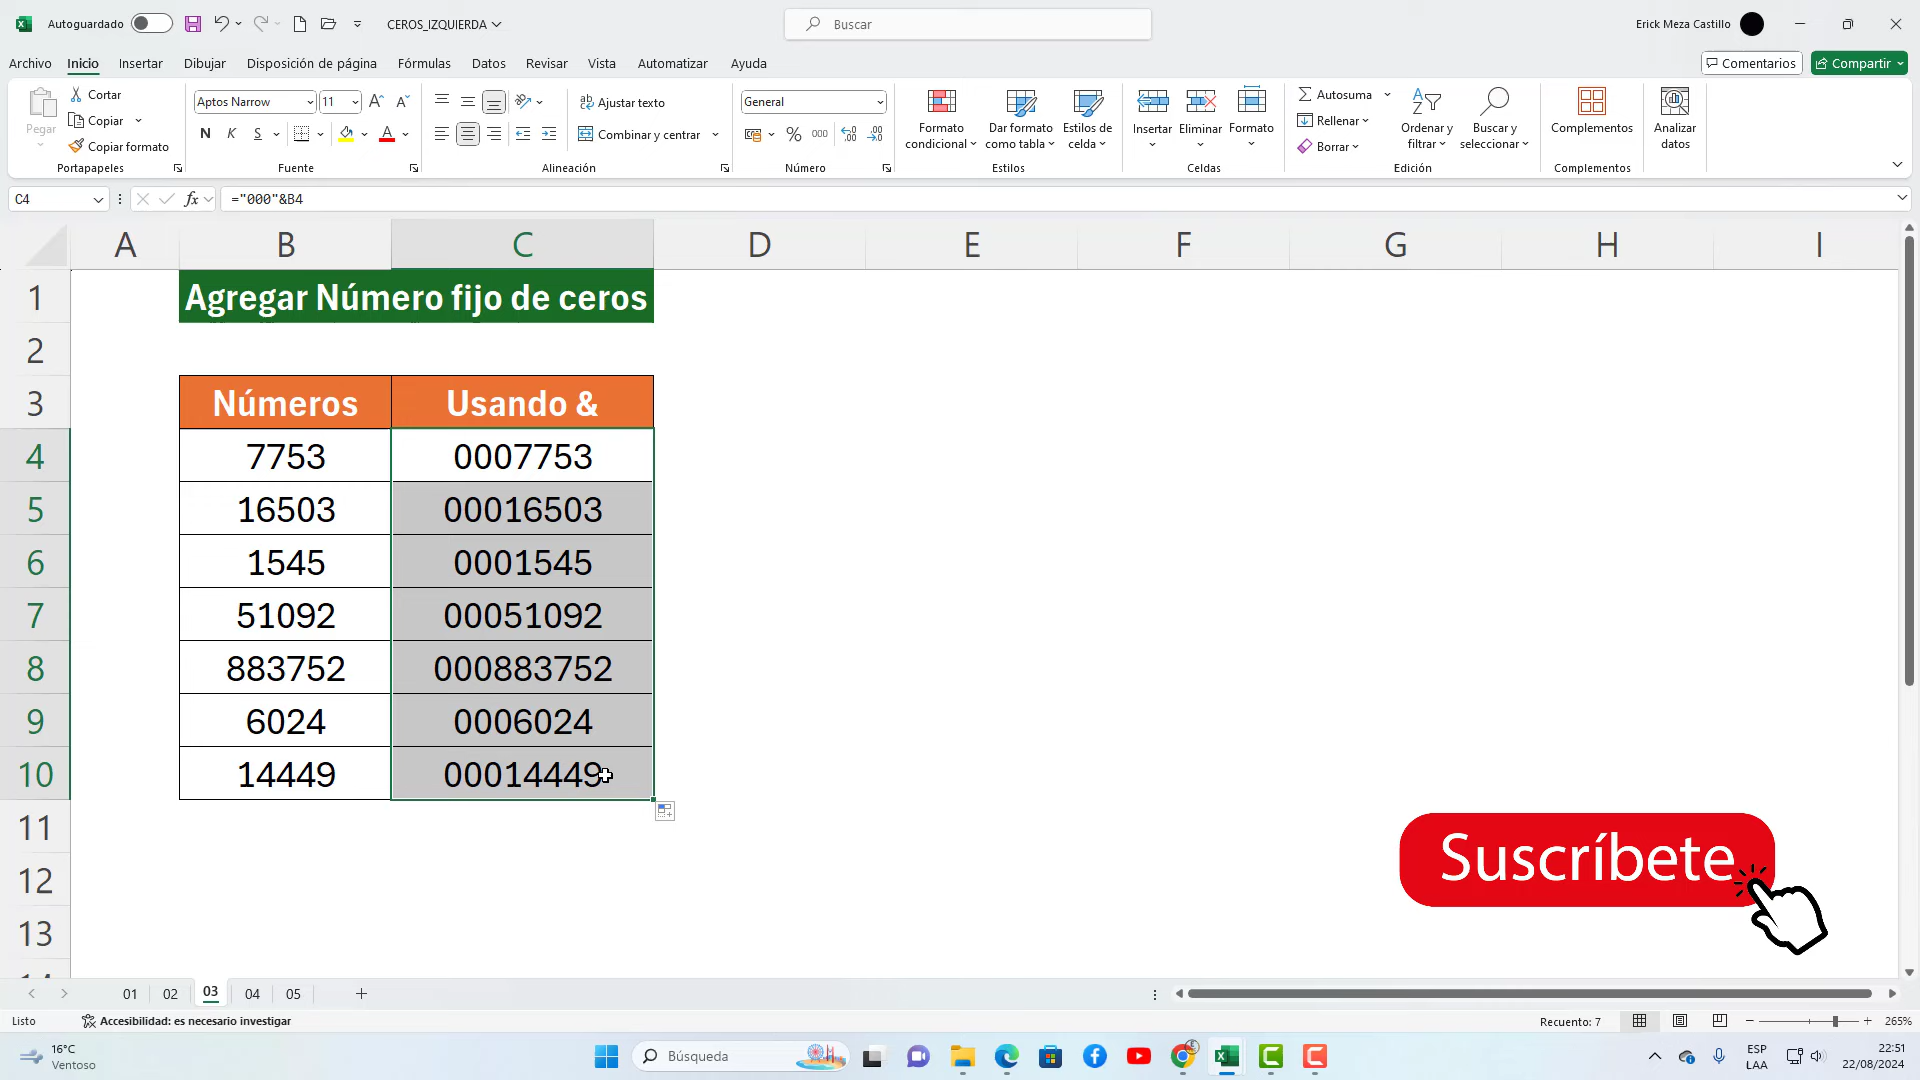 Autoguardado
CEROS_IZQUIERDA
Buscar
Erick Meza Castillo
Archivo Inicio Insertar Dibujar Disposición de página Fórmulas Datos Revisar Vista Automatizar Ayuda
Comentarios
Compartir
Pegar
Cortar
Copiar
Copiar formato
Portapapeles
Aptos Narrow
11
N K S
Fuente
Ajustar texto
Combinar y centrar
Alineación
General
% 000
Número
Formato condicional
Dar formato como tabla
Estilos de celda
Estilos
Insertar
Eliminar
Formato
Celdas
Autosuma
Rellenar
Borrar
Ordenar y filtrar
Buscar y seleccionar
Edición
Complementos
Complementos
Analizar datos
C4
fx
="000"&B4
A B C D E F G H I
1 Agregar Número fijo de ceros
2
3 Números Usando &
4 7753 0007753
5 16503 00016503
6 1545 0001545
7 51092 00051092
8 883752 000883752
9 6024 0006024
10 14449 00014449
11
12
13
Suscríbete
01 02 03 04 05
Listo
Accesibilidad: es necesario investigar
Recuento: 7
265%
16°C
Ventoso
Búsqueda
ESP
LAA
22:51
22/08/2024